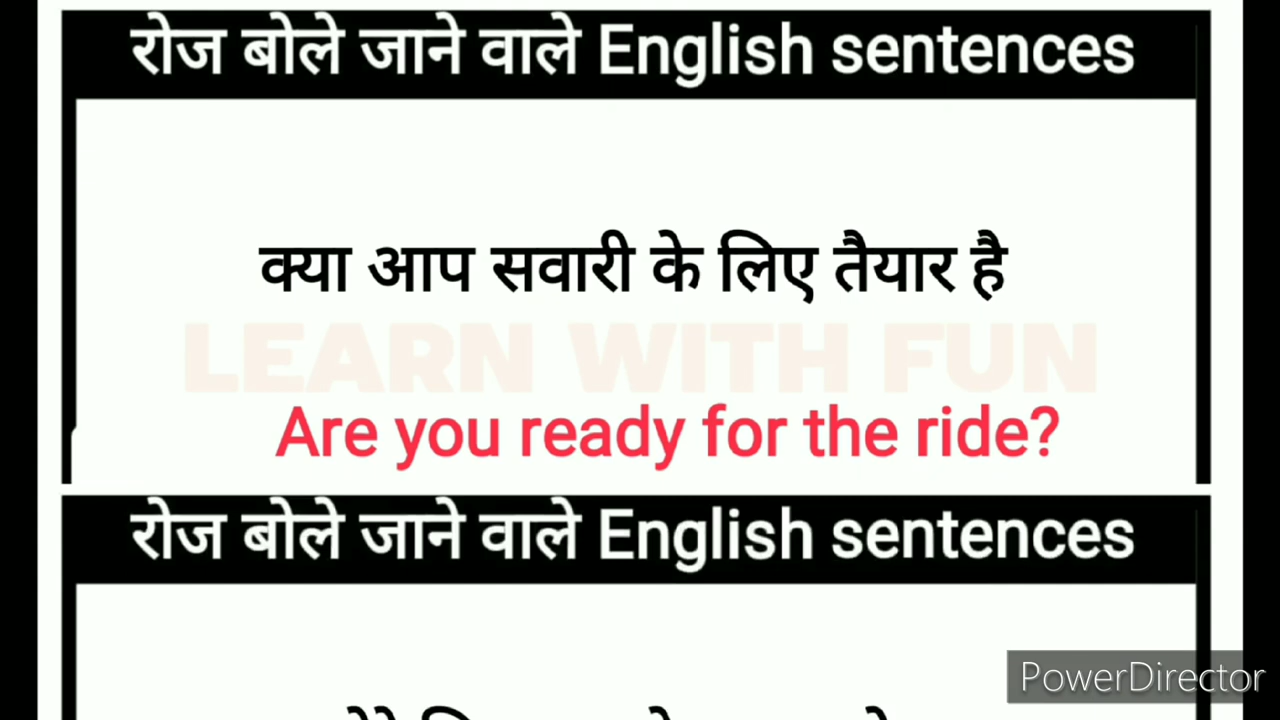 रोज बोले जाने वाले English sentences
क्या आप सवारी के लिए तैयार है
LEARN WITH FUN
Are you ready for the ride?
रोज बोले जाने वाले English sentences
PowerDirector